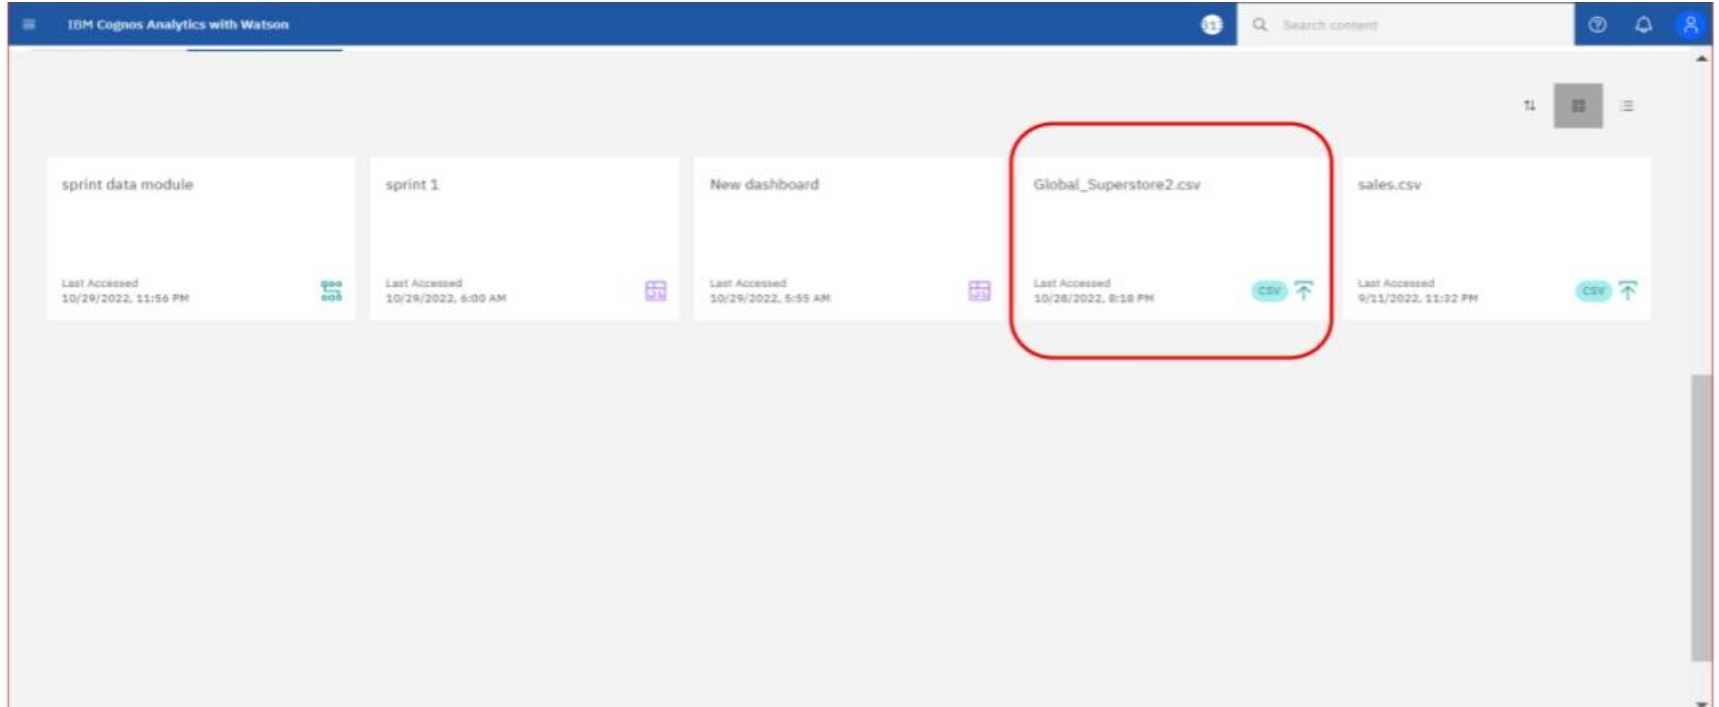 IBM Cognos Analytics with Watson
Search content
sprint data module
Last Accessed
10/29/2022, 11:56 PM
sprint 1
Last Accessed
10/29/2022, 6:00 AM
New dashboard
Last Accessed
10/29/2022, 5:55 AM
Global_Superstore2.csv
Last Accessed
10/28/2022, 8:18 PM
CSV
sales.csv
Last Accessed
9/11/2022, 11:32 PM
CSV